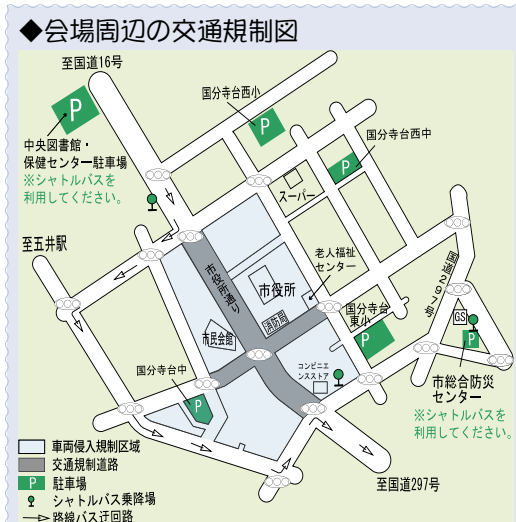 ◆会場周辺の交通規制図
至国道16号
P
中央図書館・
保健センター駐車場
※シャトルバスを
利用してください。
国分寺台西小
P
国分寺台西中
P
スーパー
至五井駅
市役所通り
市役所
老人福祉
センター
消防局
市民会館
国分寺台
東小
P
国道297号
GS
P
市総合防災
センター
※シャトルバスを
利用してください。
コンビニエ
ンスストア
国分寺台中
P
至国道297号
車両侵入規制区域
交通規制道路
P 駐車場
シャトルバス乗降場
路線バス迂回路